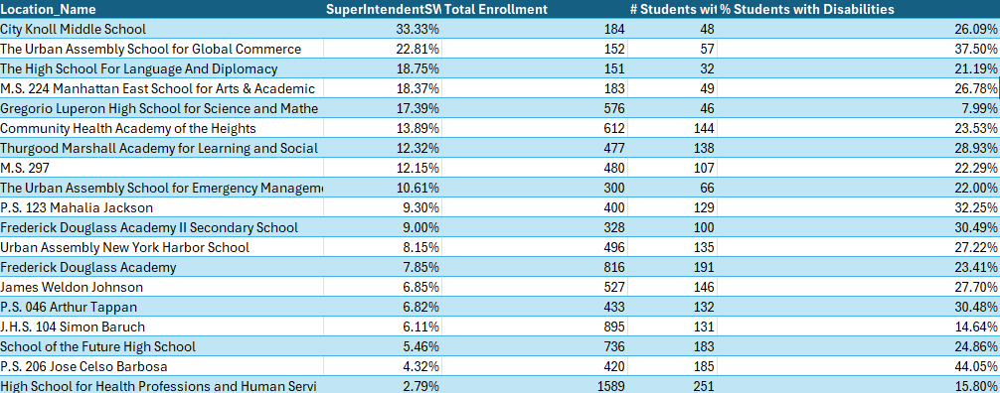 Location_Name SuperIntendentSW Total Enrollment # Students wit % Students with Disabilities
City Knoll Middle School 33.33% 184 48 26.09%
The Urban Assembly School for Global Commerce 22.81% 152 57 37.50%
The High School For Language And Diplomacy 18.75% 151 32 21.19%
M.S. 224 Manhattan East School for Arts & Academic 18.37% 183 49 26.78%
Gregorio Luperon High School for Science and Mathe 17.39% 576 46 7.99%
Community Health Academy of the Heights 13.89% 612 144 23.53%
Thurgood Marshall Academy for Learning and Social 12.32% 477 138 28.93%
M.S. 297 12.15% 480 107 22.29%
The Urban Assembly School for Emergency Manageme 10.61% 300 66 22.00%
P.S. 123 Mahalia Jackson 9.30% 400 129 32.25%
Frederick Douglass Academy II Secondary School 9.00% 328 100 30.49%
Urban Assembly New York Harbor School 8.15% 496 135 27.22%
Frederick Douglass Academy 7.85% 816 191 23.41%
James Weldon Johnson 6.85% 527 146 27.70%
P.S. 046 Arthur Tappan 6.82% 433 132 30.48%
J.H.S. 104 Simon Baruch 6.11% 895 131 14.64%
School of the Future High School 5.46% 736 183 24.86%
P.S. 206 Jose Celso Barbosa 4.32% 420 185 44.05%
High School for Health Professions and Human Servi 2.79% 1589 251 15.80%